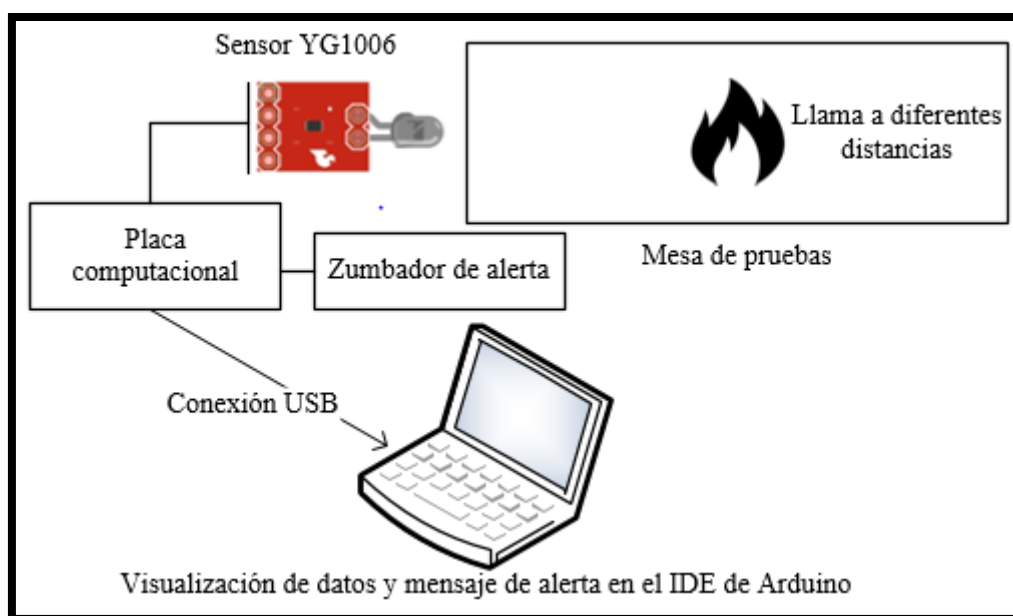 Sensor YG1006
Llama a diferentes
distancias
Placa
computacional
Zumbador de alerta
Mesa de pruebas
Conexión USB
Visualización de datos y mensaje de alerta en el IDE de Arduino